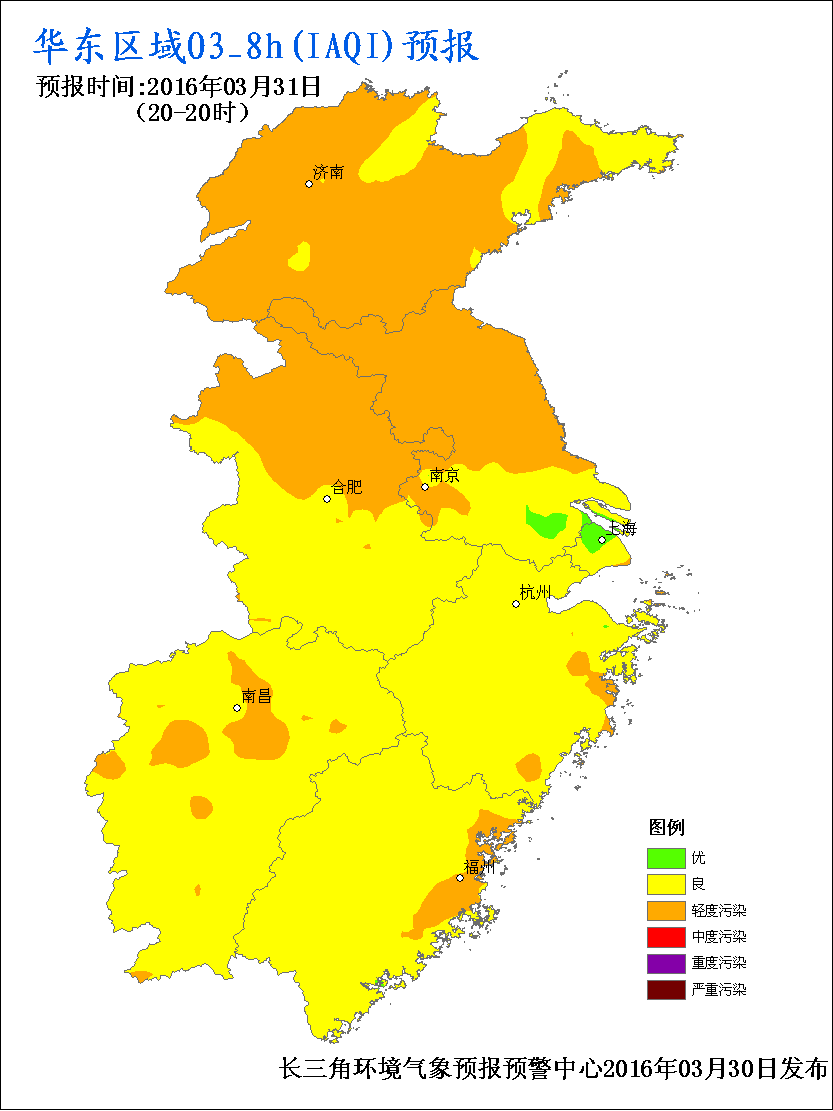 华东区域O3_8h(IAQI)预报
预报时间:2016年03月31日
(20-20时)
济南
南京
合肥
上海
杭州
南昌
福州
图例
优
良
轻度污染
中度污染
重度污染
严重污染
长三角环境气象预报预警中心2016年03月30日发布